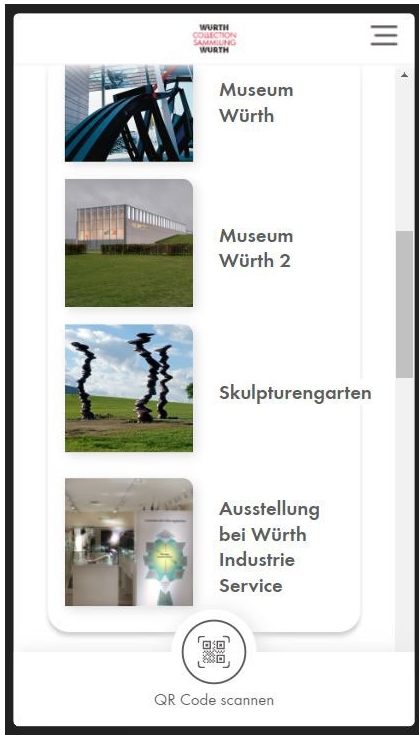 WÜRTH
COLLECTION
SAMMLUNG
WÜRTH
Museum
Würth
Museum
Würth 2
Skulpturengarten
Ausstellung
bei Würth
Industrie
Service
QR Code scannen